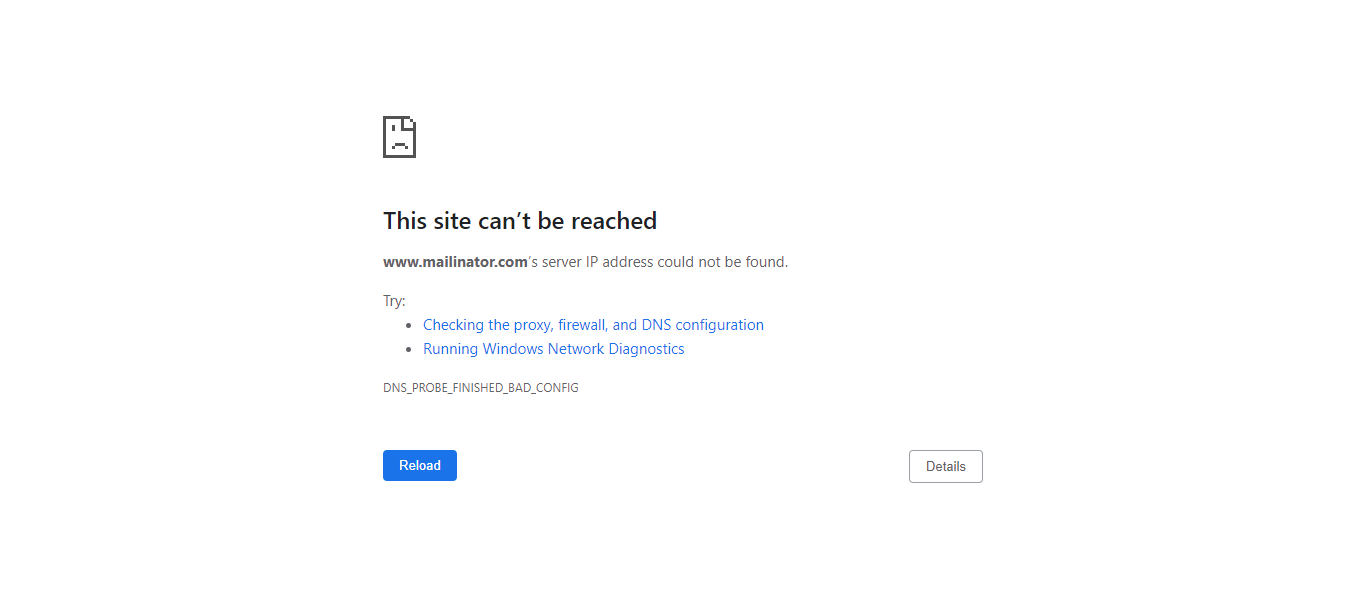 This site can’t be reached
www.mailinator.com’s server IP address could not be found.
Try:
Checking the proxy, firewall, and DNS configuration
Running Windows Network Diagnostics
DNS_PROBE_FINISHED_BAD_CONFIG
Reload
Details